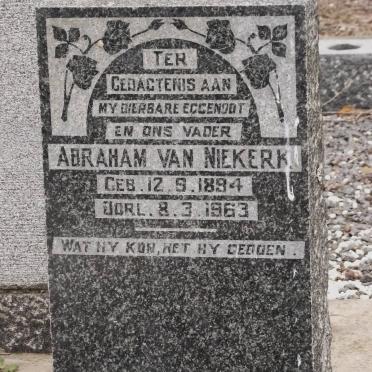 TER
GEDAGTENIS AAN
MY DIERBARE EGGENOOT
EN ONS VADER
ABRAHAM VAN NIEKERK
GEB. 12.9.1894
OORL. 8.3.1963
WAT HY KON, HET HY GEDOEN.